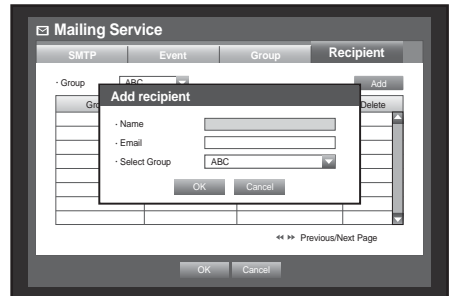 Mailing Service
SMTP Event Group Recipient
· Group ABC Add
Delete
Add recipient
· Name
· Email
· Select Group ABC
OK Cancel
Previous/Next Page
OK Cancel